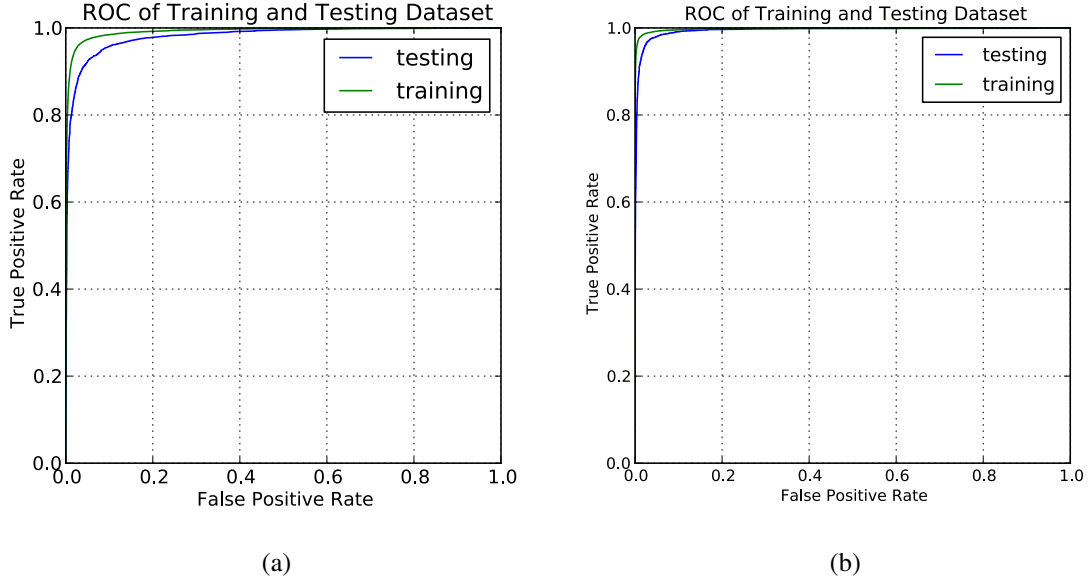 ROC of Training and Testing Dataset
1.0
testing
training
0.8
0.6
0.4
0.2
0.0
0.0 0.2 0.4 0.6 0.8 1.0
True Positive Rate
False Positive Rate
(a)
ROC of Training and Testing Dataset
1.0
testing
training
0.8
0.6
0.4
0.2
0.0
0.0 0.2 0.4 0.6 0.8 1.0
True Positive Rate
False Positive Rate
(b)